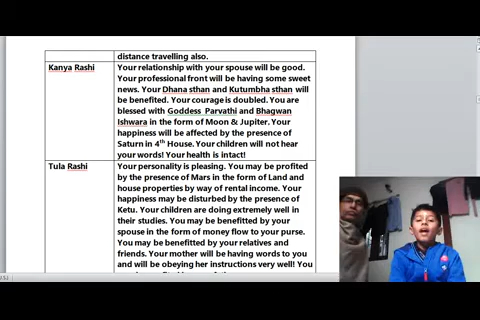 distance travelling also.
Kanya Rashi
Your relationship with your spouse will be good.
Your professional front will be having some sweet
news. Your Dhana sthan and Kutumbha sthan will
be benefited. Your courage is doubled. You are
blessed with Goddess Parvathi and Bhagwan
Ishwara in the form of Moon & Jupiter. Your
happiness will be affected by the presence of
Saturn in 4th House. Your children will not hear
your words! Your health is intact!
Tula Rashi
Your personality is pleasing. You may be profited
by the presence of Mars in the form of Land and
house properties by way of rental income. Your
happiness may be disturbed by the presence of
Ketu. Your children are doing extremely well in
their studies. You may be benefitted by your
spouse in the form of money flow to your purse.
You may be benefitted by your relatives and
friends. Your mother will be having words to you
and will be obeying her instructions very well! You